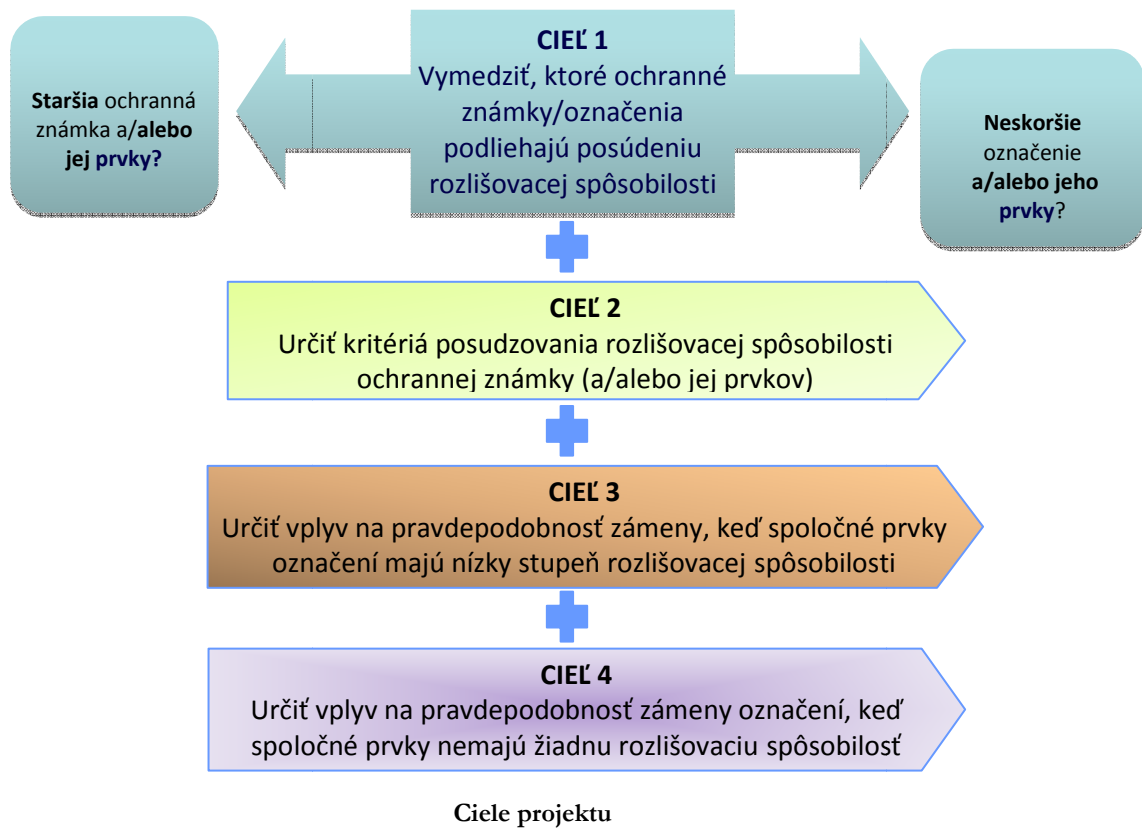 Staršia ochranná
známka a/alebo
jej prvky?
CIEĽ 1
Vymedziť, ktoré ochranné
známky/označenia
podliehajú posúdeniu
rozlišovacej spôsobilosti
Neskoršie
označenie
a/alebo jeho
prvky?
CIEĽ 2
Určiť kritériá posudzovania rozlišovacej spôsobilosti
ochrannej známky (a/alebo jej prvkov)
CIEĽ 3
Určiť vplyv na pravdepodobnosť zámeny, keď spoločné prvky
označení majú nízky stupeň rozlišovacej spôsobilosti
CIEĽ 4
Určiť vplyv na pravdepodobnosť zámeny označení, keď
spoločné prvky nemajú žiadnu rozlišovaciu spôsobilosť
Ciele projektu